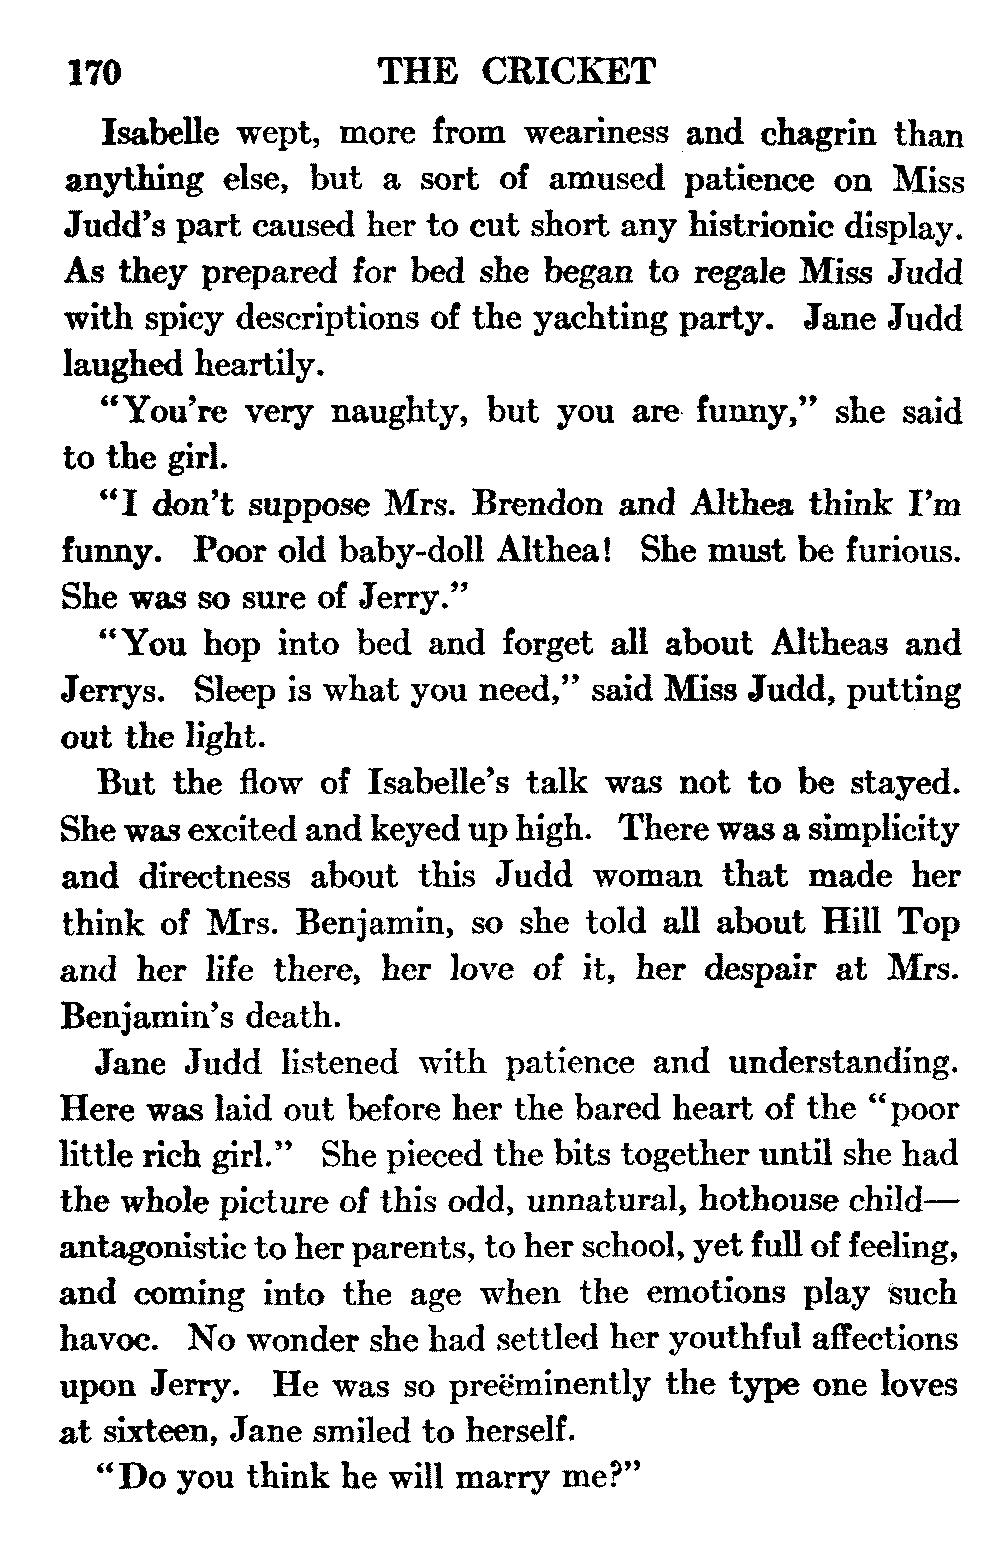 170 THE CRICKET
Isabelle wept, more from weariness and chagrin than
anything else, but a sort of amused patience on Miss
Judd's part caused her to cut short any histrionic display.
As they prepared for bed she began to regale Miss Judd
with spicy descriptions of the yachting party. Jane Judd
laughed heartily.
"You're very naughty, but you are funny," she said
to the girl.
"I don't suppose Mrs. Brendon and Althea think I'm
funny. Poor old baby-doll Althea! She must be furious.
She was so sure of Jerry."
"You hop into bed and forget all about Altheas and
Jerrys. Sleep is what you need," said Miss Judd, putting
out the light.
But the flow of Isabelle's talk was not to be stayed.
She was excited and keyed up high. There was a simplicity
and directness about this Judd woman that made her
think of Mrs. Benjamin, so she told all about Hill Top
and her life there, her love of it, her despair at Mrs.
Benjamin's death.
Jane Judd listened with patience and understanding.
Here was laid out before her the bared heart of the "poor
little rich girl." She pieced the bits together until she had
the whole picture of this odd, unnatural, hothouse child—
antagonistic to her parents, to her school, yet full of feeling,
and coming into the age when the emotions play such
havoc. No wonder she had settled her youthful affections
upon Jerry. He was so preëminently the type one loves
at sixteen, Jane smiled to herself.
"Do you think he will marry me?"